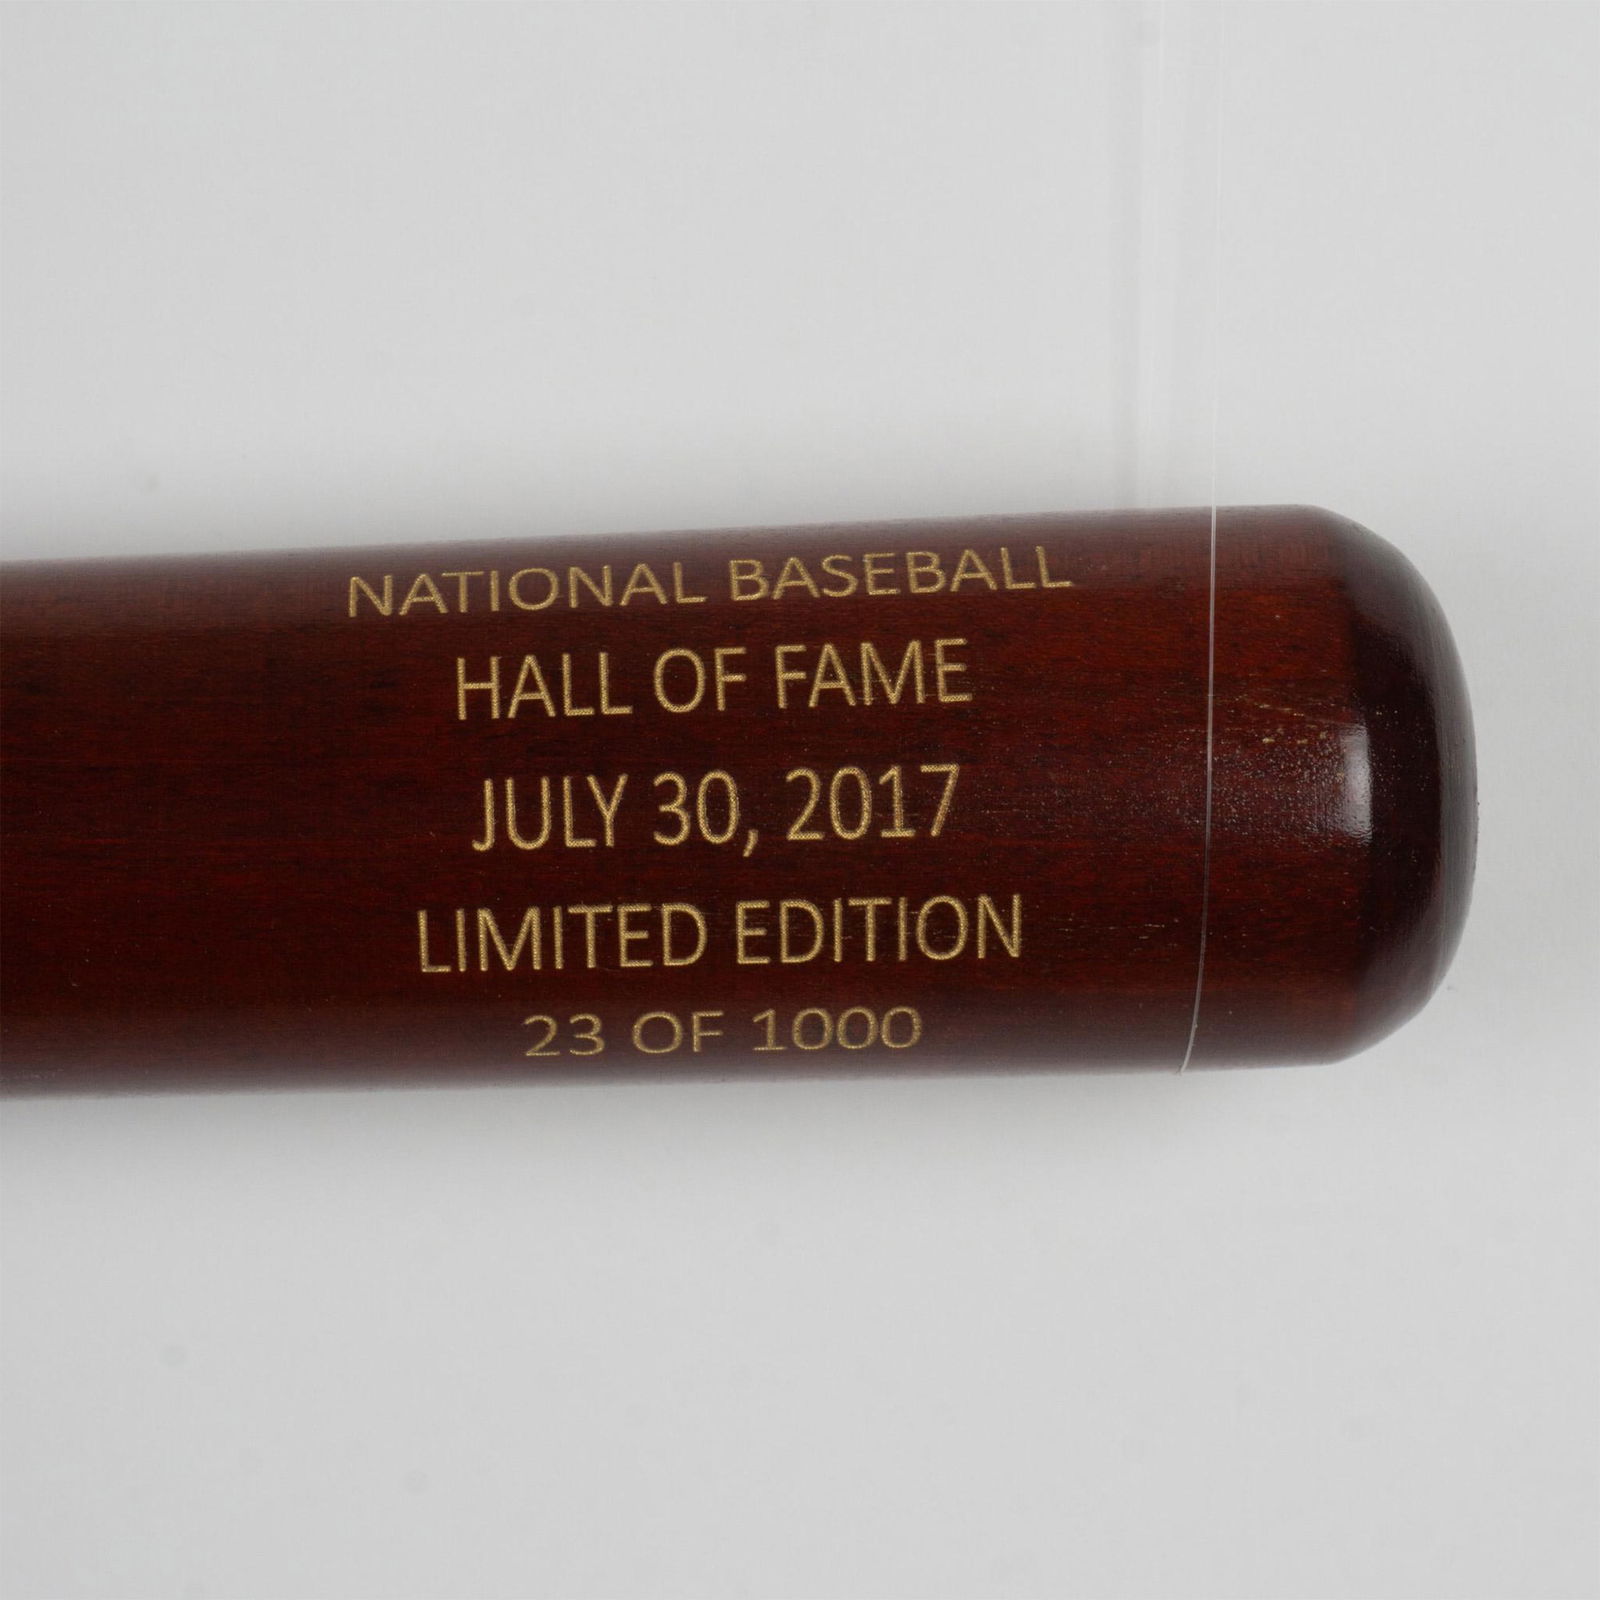 NATIONAL BASEBALL
HALL OF FAME
JULY 30, 2017
LIMITED EDITION
23 OF 1000